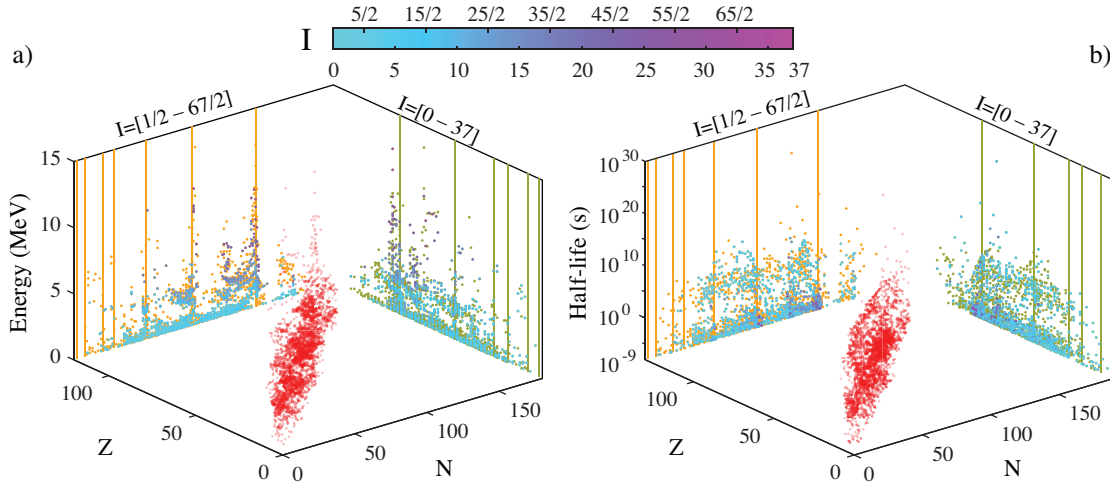 5/2 15/2 25/2 35/2 45/2 55/2 65/2
I
0 5 10 15 20 25 30 35 37
a)
I=[1/2 – 67/2]
I=[0 – 37]
Energy (MeV)
15
10
5
0
100
50
0
Z
0
50
100
150
N
b)
I=[1/2 – 67/2]
I=[0 – 37]
Half-life (s)
10^30
10^20
10^10
10^0
10^-9
100
50
0
Z
0
50
100
150
N